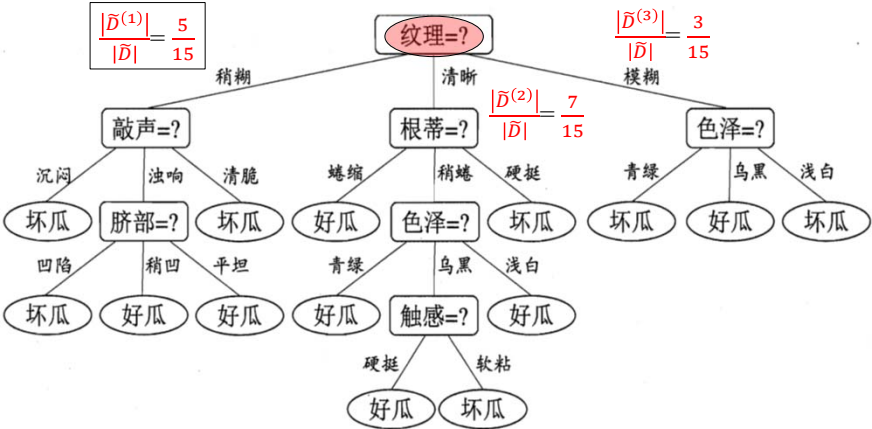 |D̃⁽¹⁾|/|D̃| = 5/15
纹理=?
|D̃⁽³⁾|/|D̃| = 3/15
稍糊 清晰 模糊
|D̃⁽²⁾|/|D̃| = 7/15
敲声=? 根蒂=? 色泽=?
沉闷 浊响 清脆 蜷缩 稍蜷 硬挺 青绿 乌黑 浅白
坏瓜 脐部=? 坏瓜 好瓜 色泽=? 坏瓜 坏瓜 好瓜 坏瓜
凹陷 稍凹 平坦 青绿 乌黑 浅白
坏瓜 好瓜 好瓜 好瓜 触感=? 好瓜
硬挺 软粘
好瓜 坏瓜